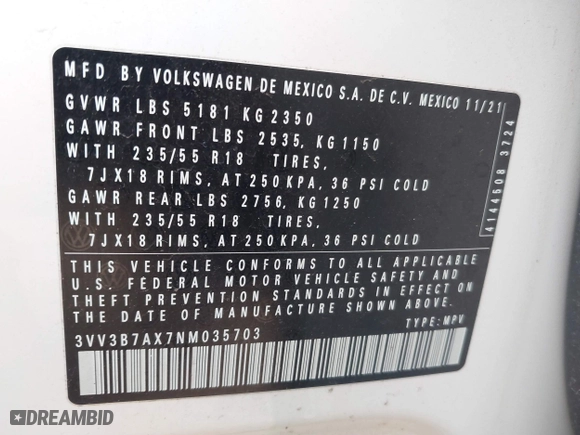 MFD BY VOLKSWAGEN DE MEXICO S.A. DE C.V. MEXICO 11/21
GVWR LBS 5181 KG 2350
GAWR FRONT LBS 2535, KG 1150
WITH 235/55 R18 TIRES,
7JX18 RIMS, AT 250 KPA, 36 PSI COLD
GAWR REAR LBS 2756, KG 1250
WITH 235/55 R18 TIRES,
7JX18 RIMS, AT 250 KPA, 36 PSI COLD
THIS VEHICLE CONFORMS TO ALL APPLICABLE
U.S. FEDERAL MOTOR VEHICLE SAFETY AND
THEFT PREVENTION STANDARDS IN EFFECT ON
THE DATE OF MANUFACTURE SHOWN ABOVE.
3VV3B7AX7NM035703 TYPE: MPV
4144508 3724
DREAMBID